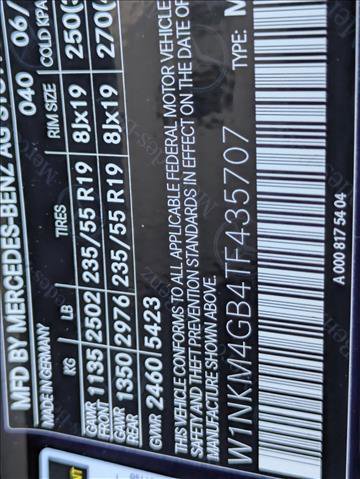 MFD BY MERCEDES-BENZ AG STUT
040 06/
MADE IN GERMANY
KG LB TIRES RIM SIZE COLD KPA
GAWR FRONT 1135 2502 235/55 R19 8Jx19 250(
GAWR REAR 1350 2976 235/55 R19 8Jx19 270(
GVWR 2460 5423
THIS VEHICLE CONFORMS TO ALL APPLICABLE FEDERAL MOTOR VEHICLE
SAFETY AND THEFT PREVENTION STANDARDS IN EFFECT ON THE DATE OF
MANUFACTURE SHOWN ABOVE.
W1NKM4GB4TF435707 TYPE: M
A 000 817 54 04